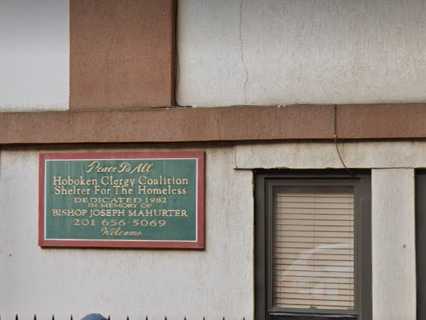 Peace To All
Hoboken Clergy Coalition
Shelter For The Homeless
DEDICATED 1982
IN MEMORY OF
BISHOP JOSEPH MAHURTER
201-656-5069
Welcome